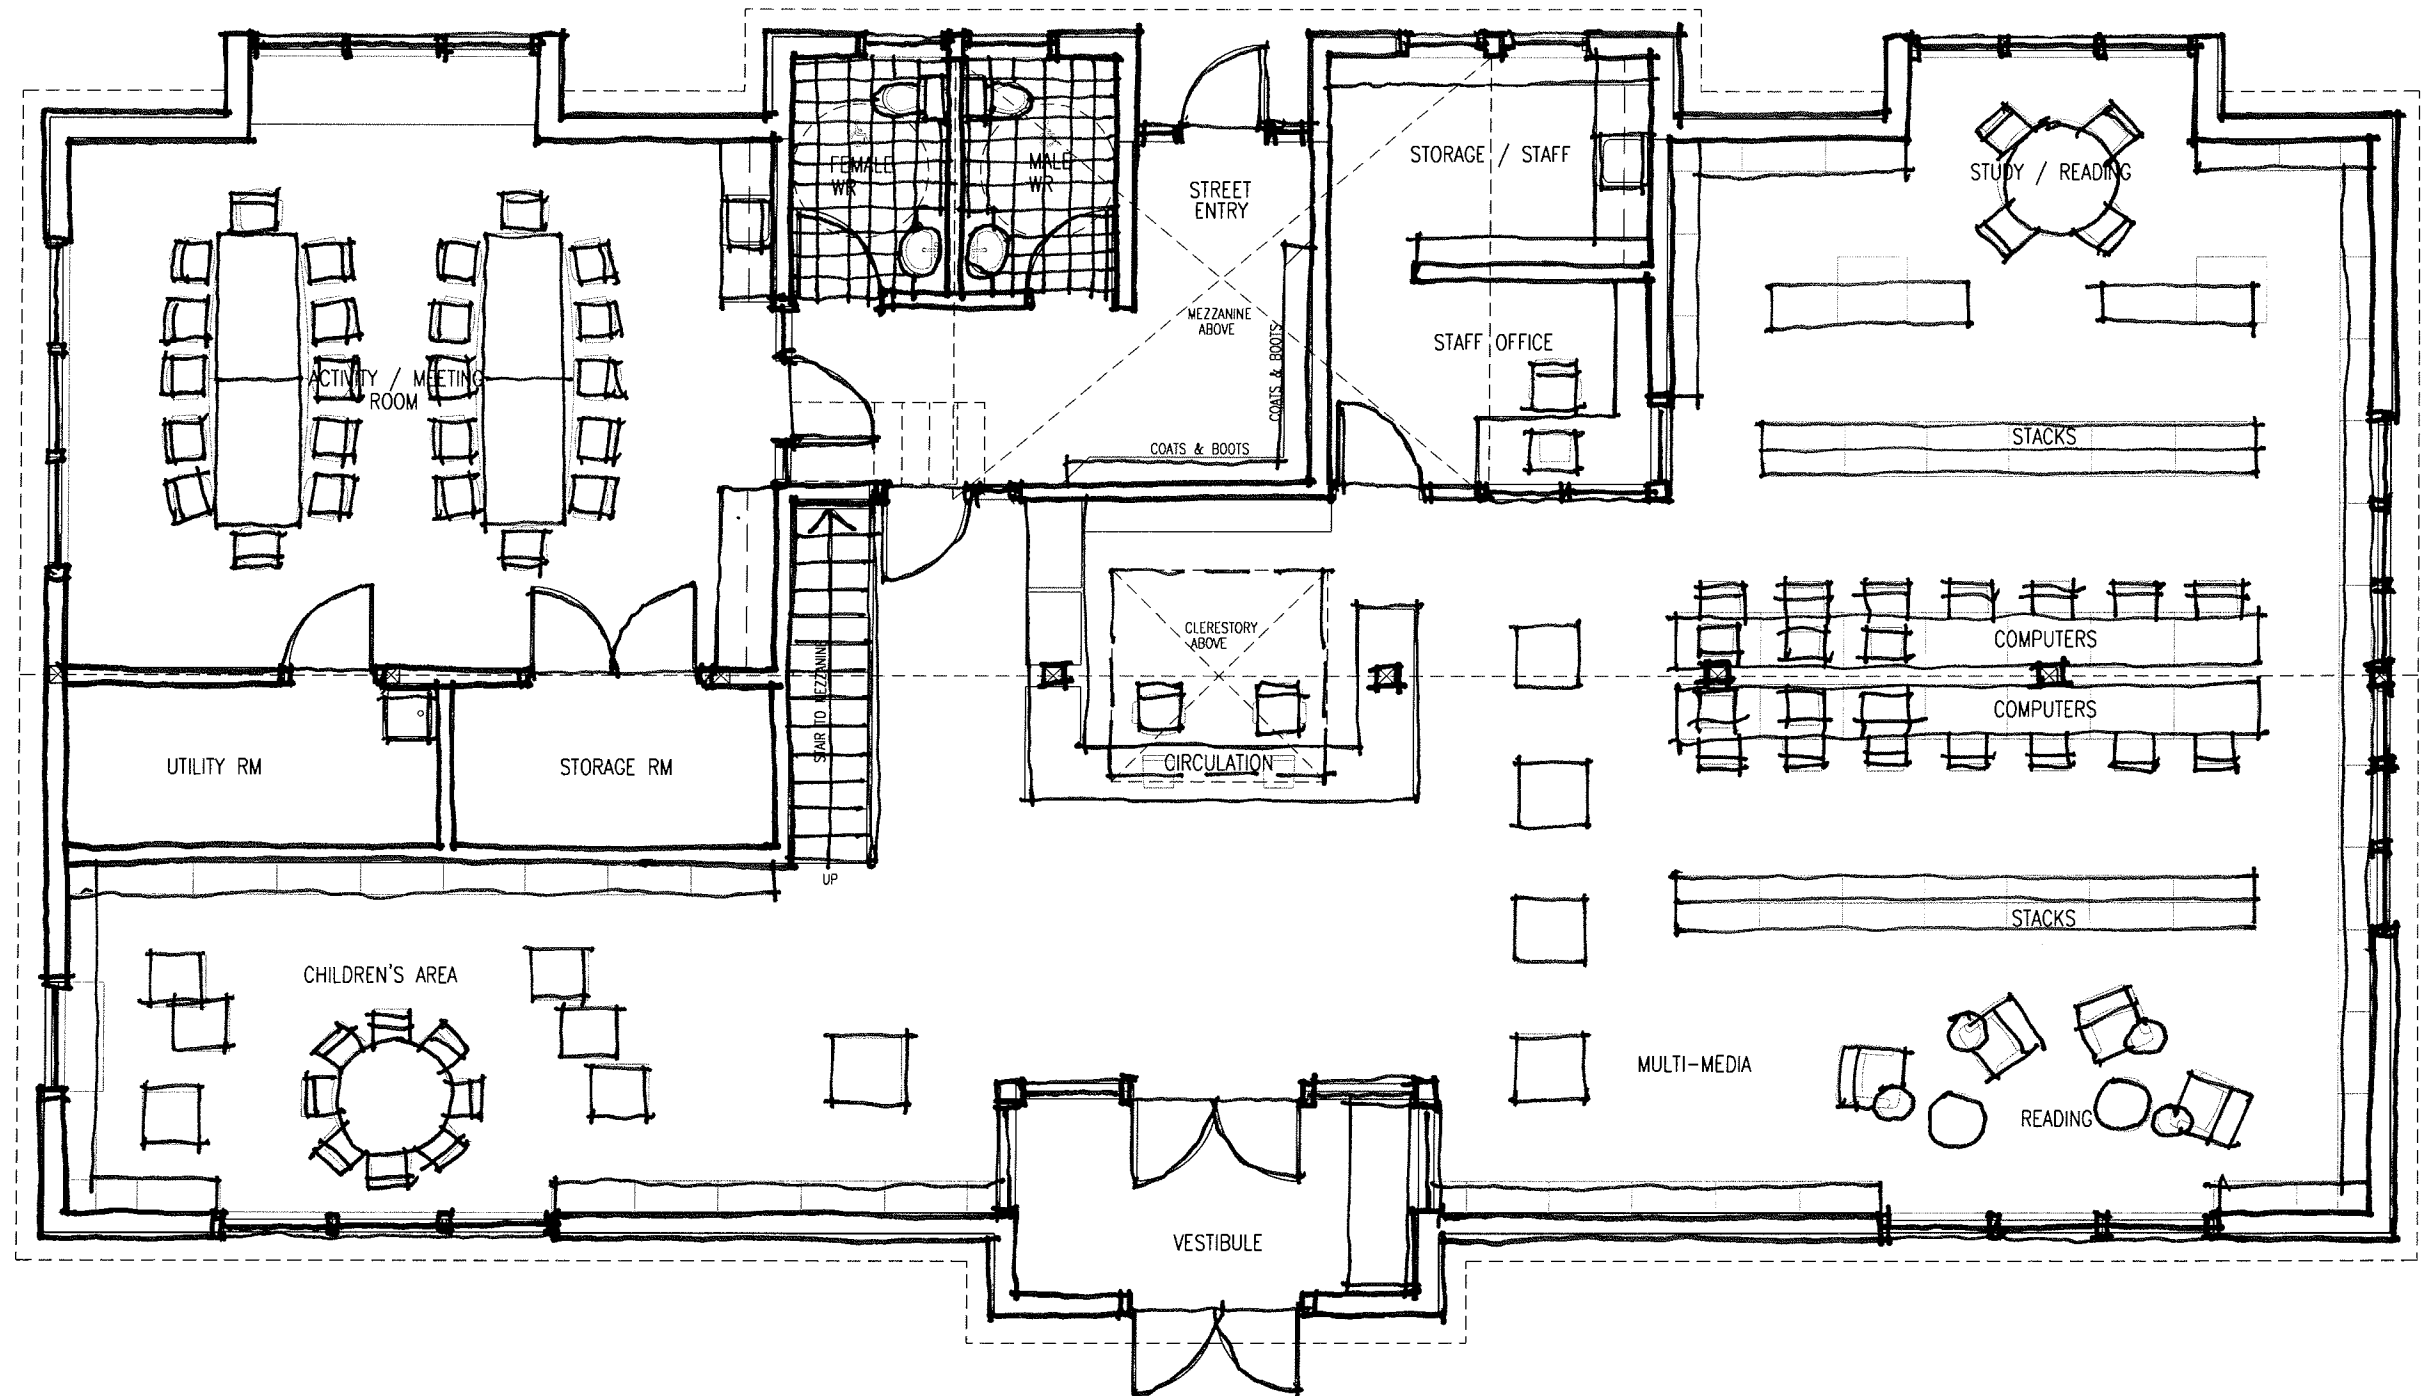 FEMALE
WR
MALE
WR
STREET
ENTRY
STORAGE / STAFF
STUDY / READING
MEZZANINE
ABOVE
COATS & BOOTS
STAFF OFFICE
ACTIVITY / MEETING
ROOM
COATS & BOOTS
STACKS
CLERESTORY
ABOVE
COMPUTERS
STAIR TO MEZZANINE
COMPUTERS
UTILITY RM
STORAGE RM
CIRCULATION
UP
STACKS
CHILDREN'S AREA
MULTI-MEDIA
READING
VESTIBULE